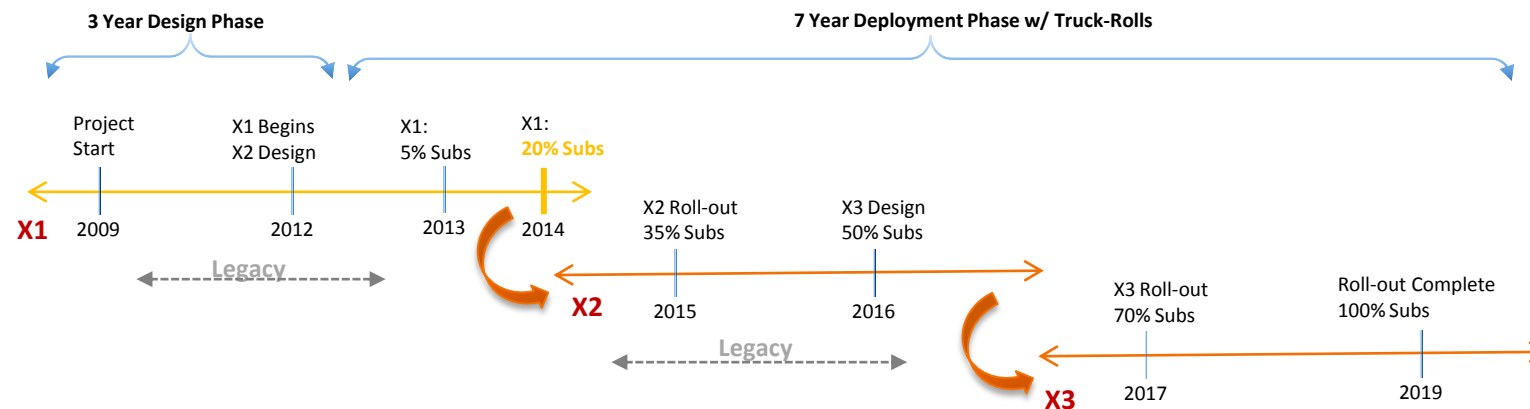 3 Year Design Phase
7 Year Deployment Phase w/ Truck-Rolls
Project
Start
X1 Begins
X2 Design
X1:
5% Subs
X1:
20% Subs
X1
2009
2012
2013
2014
Legacy
X2 Roll-out
35% Subs
X3 Design
50% Subs
X2
2015
2016
Legacy
X3 Roll-out
70% Subs
Roll-out Complete
100% Subs
X3
2017
2019